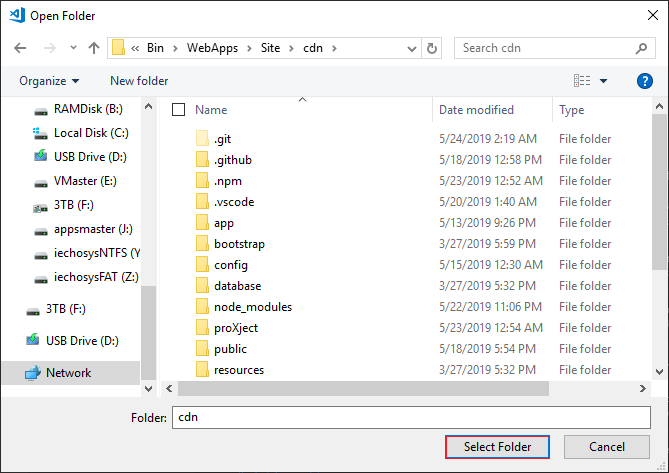 Open Folder
« Bin > WebApps > Site > cdn >
Search cdn
Organize
New folder
RAMDisk (B:)
Local Disk (C:)
USB Drive (D:)
VMaster (E:)
3TB (F:)
appsmaster (J:)
iechosysNTFS (Y
iechosysFAT (Z:)
3TB (F:)
USB Drive (D:)
Network
Name Date modified Type
.git 5/24/2019 2:19 AM File folder
.github 5/18/2019 12:58 PM File folder
.npm 5/23/2019 12:52 AM File folder
.vscode 5/20/2019 1:40 AM File folder
app 5/13/2019 9:26 PM File folder
bootstrap 3/27/2019 5:59 PM File folder
config 5/15/2019 12:30 AM File folder
database 3/27/2019 5:32 PM File folder
node_modules 5/22/2019 11:06 PM File folder
proXject 5/23/2019 12:54 AM File folder
public 5/18/2019 5:54 PM File folder
resources 3/27/2019 5:32 PM File folder
Folder: cdn
Select Folder Cancel